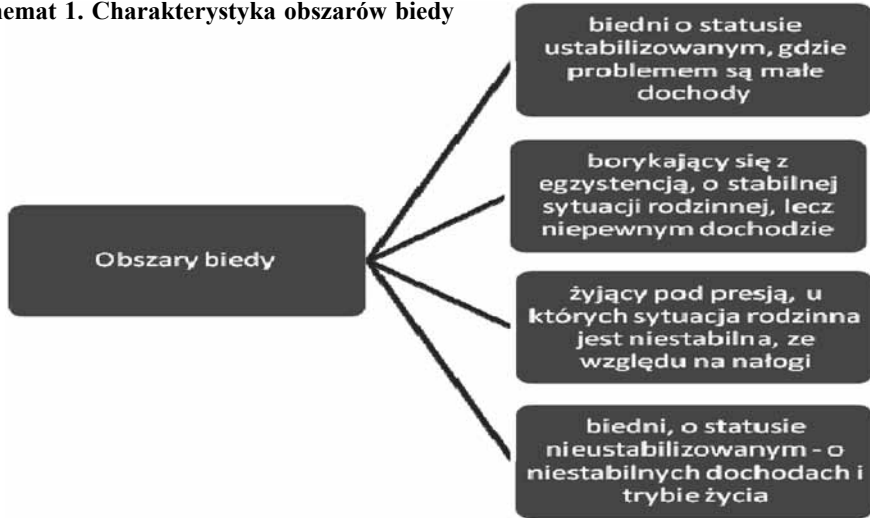 hemat 1. Charakterystyka obszarów biedy
biedni o statusie
ustabilizowanym, gdzie
problemem są małe
dochody
borykający się z
egzystencją, o stabilnej
sytuacji rodzinnej, lecz
niepewnym dochodzie
Obszary biedy
żyjący pod presją, u
których sytuacja rodzinna
jest niestabilna, ze
względu na nałogi
biedni, o statusie
nieustabilizowanym - o
niestabilnych dochodach i
trybie życia